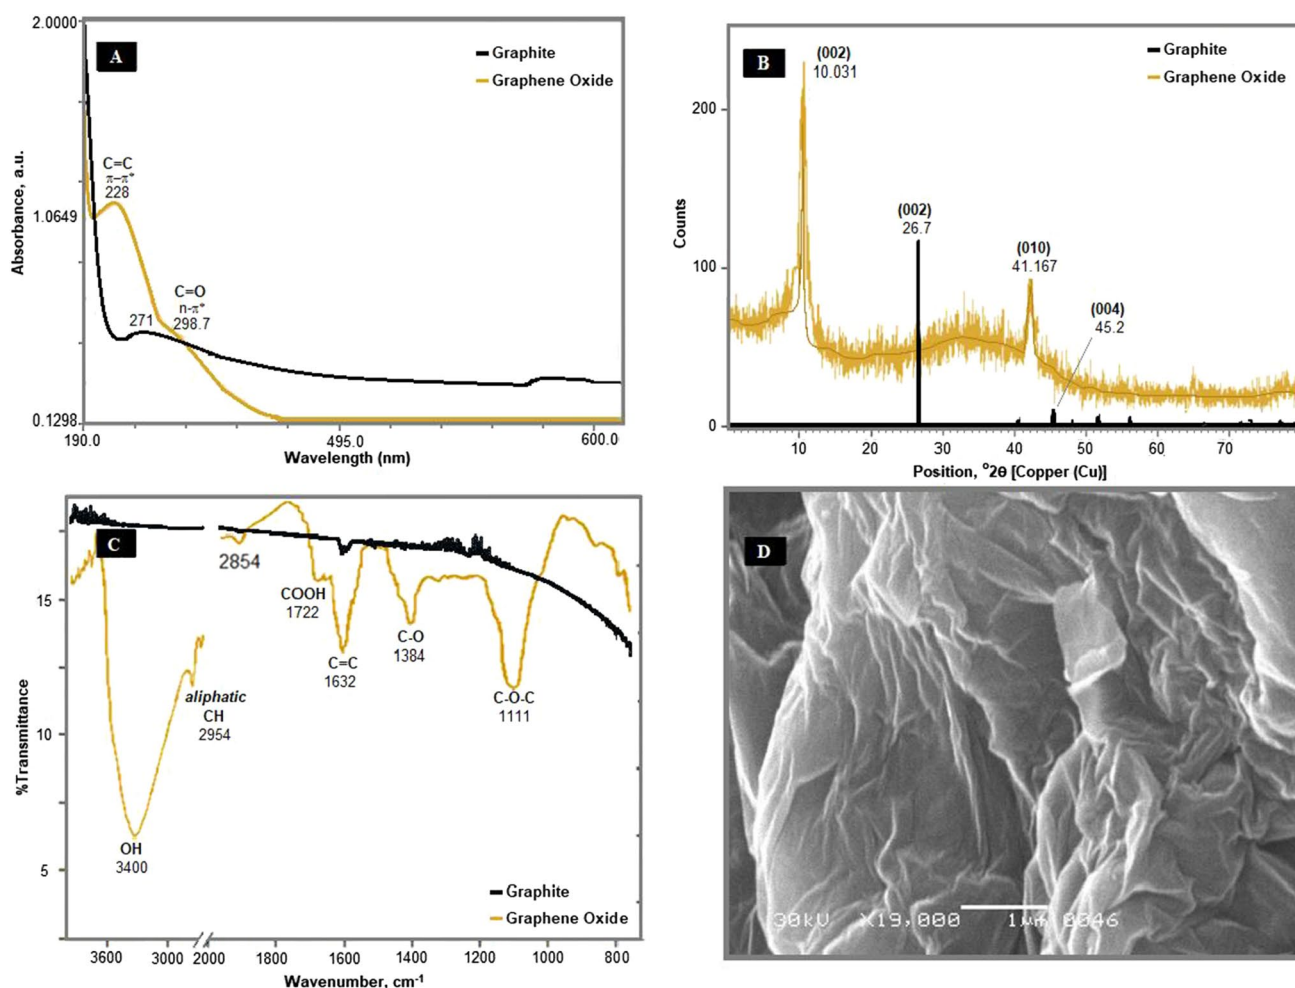 2.0000
A
Graphite
Graphene Oxide
C=C
π–π*
228
1.0649
Absorbance, a.u.
C=O
n-π*
298.7
271
0.1298
190.0
495.0
600.0
Wavelength (nm)
B
(002)
10.031
Graphite
Graphene Oxide
200
(002)
26.7
(010)
41.167
Counts
100
(004)
45.2
0
10
20
30
40
50
60
70
Position, °2θ [Copper (Cu)]
C
2854
15
COOH
1722
C=C
1632
C-O
1384
C-O-C
1111
aliphatic
CH
2954
10
%Transmittance
OH
3400
5
Graphite
Graphene Oxide
3600
3000
2000
1800
1600
1400
1200
1000
800
Wavenumber, cm-1
D
30kV X19,000 1μm 0046